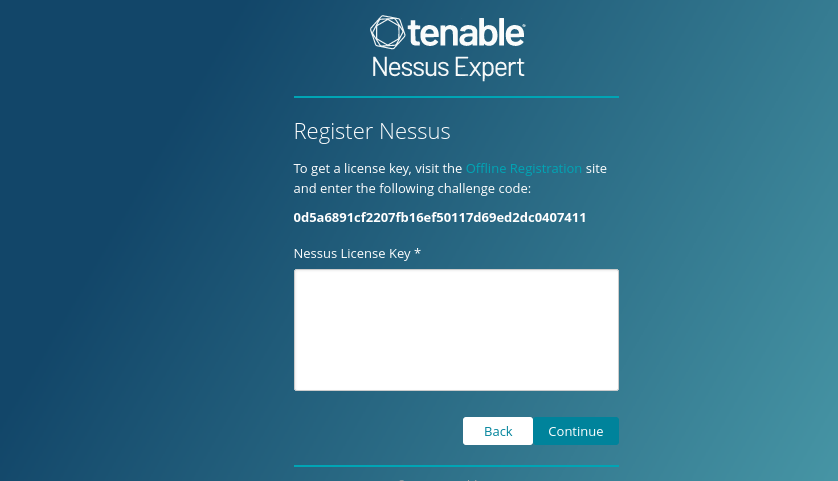 tenable
Nessus Expert
Register Nessus
To get a license key, visit the Offline Registration site
and enter the following challenge code:
0d5a6891cf2207fb16ef50117d69ed2dc0407411
Nessus License Key *
Back
Continue